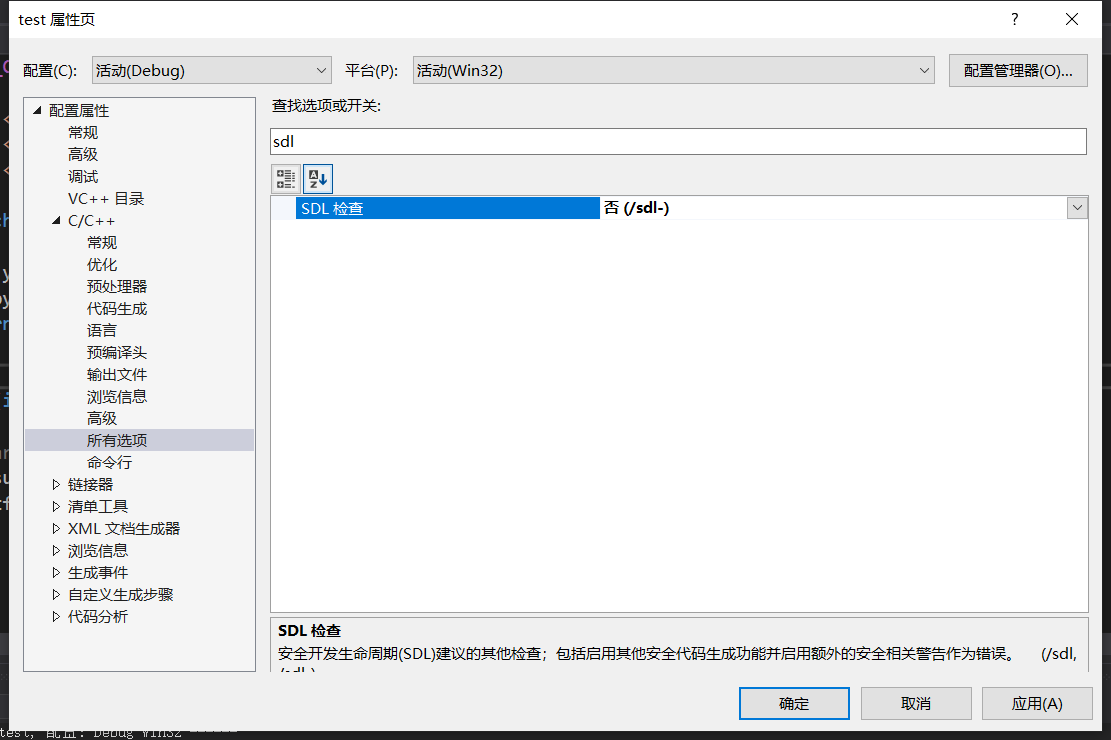 test 属性页
配置(C):
活动(Debug)
平台(P):
活动(Win32)
配置管理器(O)...
配置属性
常规
高级
调试
VC++ 目录
C/C++
常规
优化
预处理器
代码生成
语言
预编译头
输出文件
浏览信息
高级
所有选项
命令行
链接器
清单工具
XML 文档生成器
浏览信息
生成事件
自定义生成步骤
代码分析
查找选项或开关:
sdl
SDL 检查
否 (/sdl-)
SDL 检查
安全开发生命周期(SDL)建议的其他检查；包括启用其他安全代码生成功能并启用额外的安全相关警告作为错误。 (/sdl,
确定
取消
应用(A)
test, 配置: Debug Win32 ------